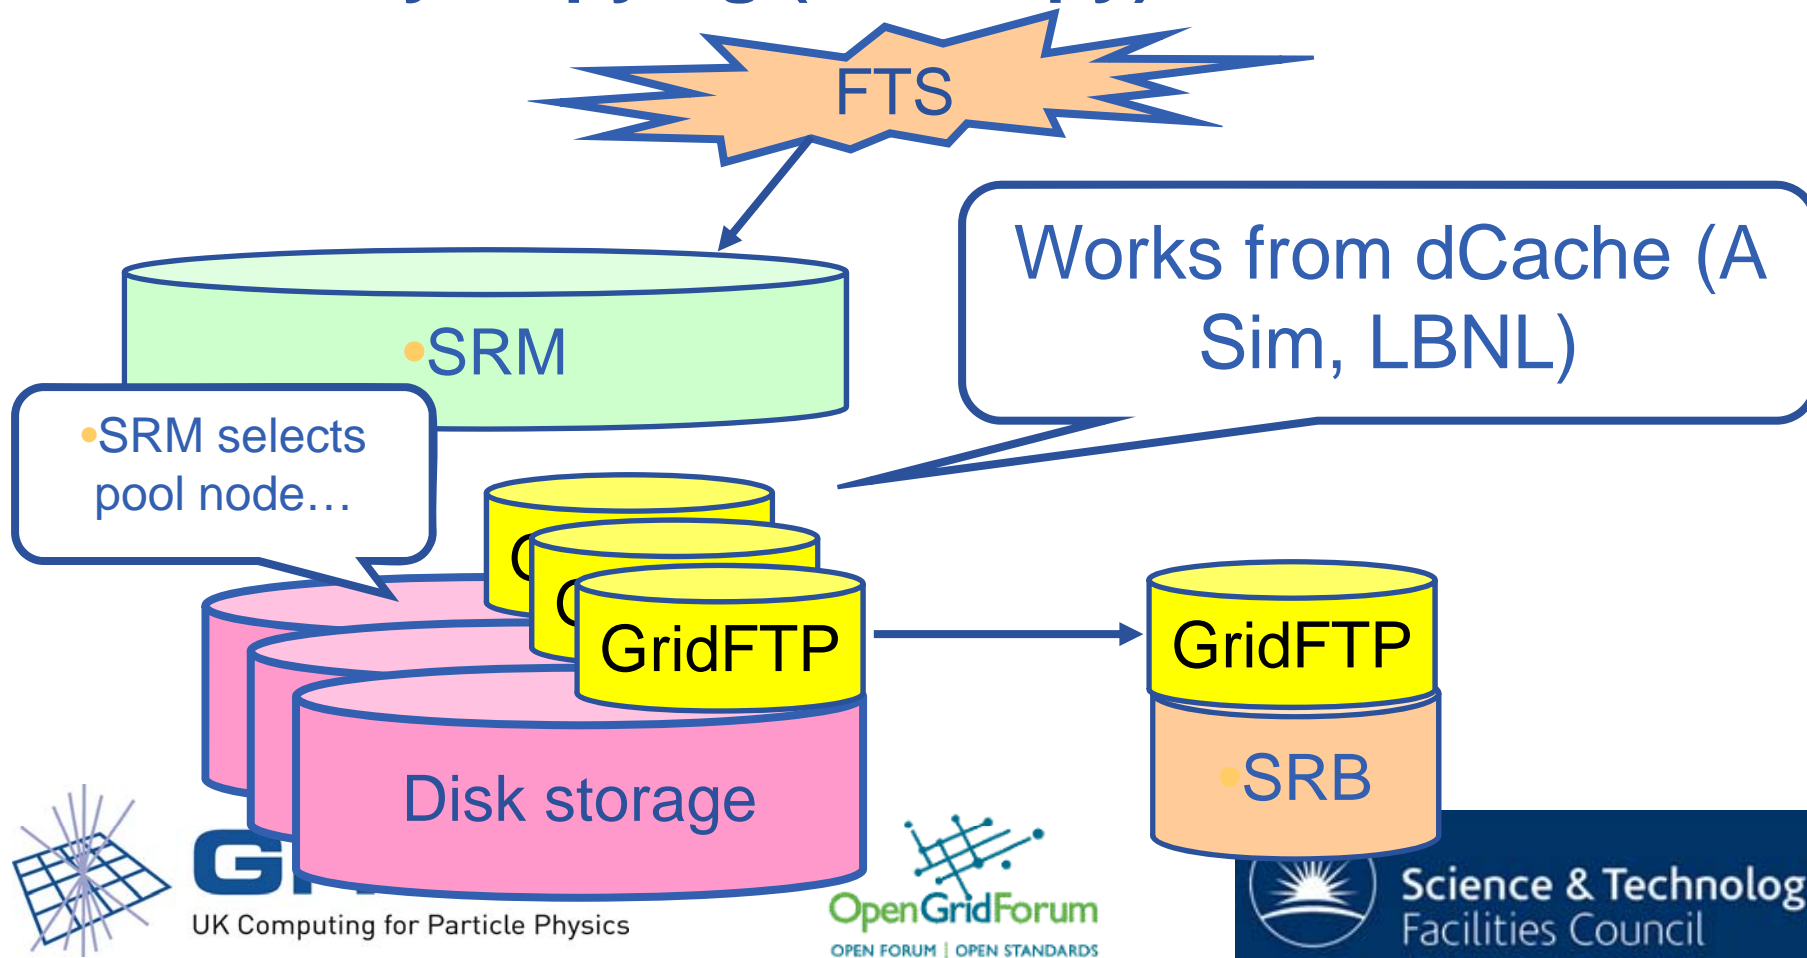 FTS
Works from dCache (A
Sim, LBNL)
•SRM
•SRM selects
pool node…
GridFTP
GridFTP
Disk storage
•SRB
UK Computing for Particle Physics
OpenGridForum
OPEN FORUM | OPEN STANDARDS
Science & Technolog
Facilities Council